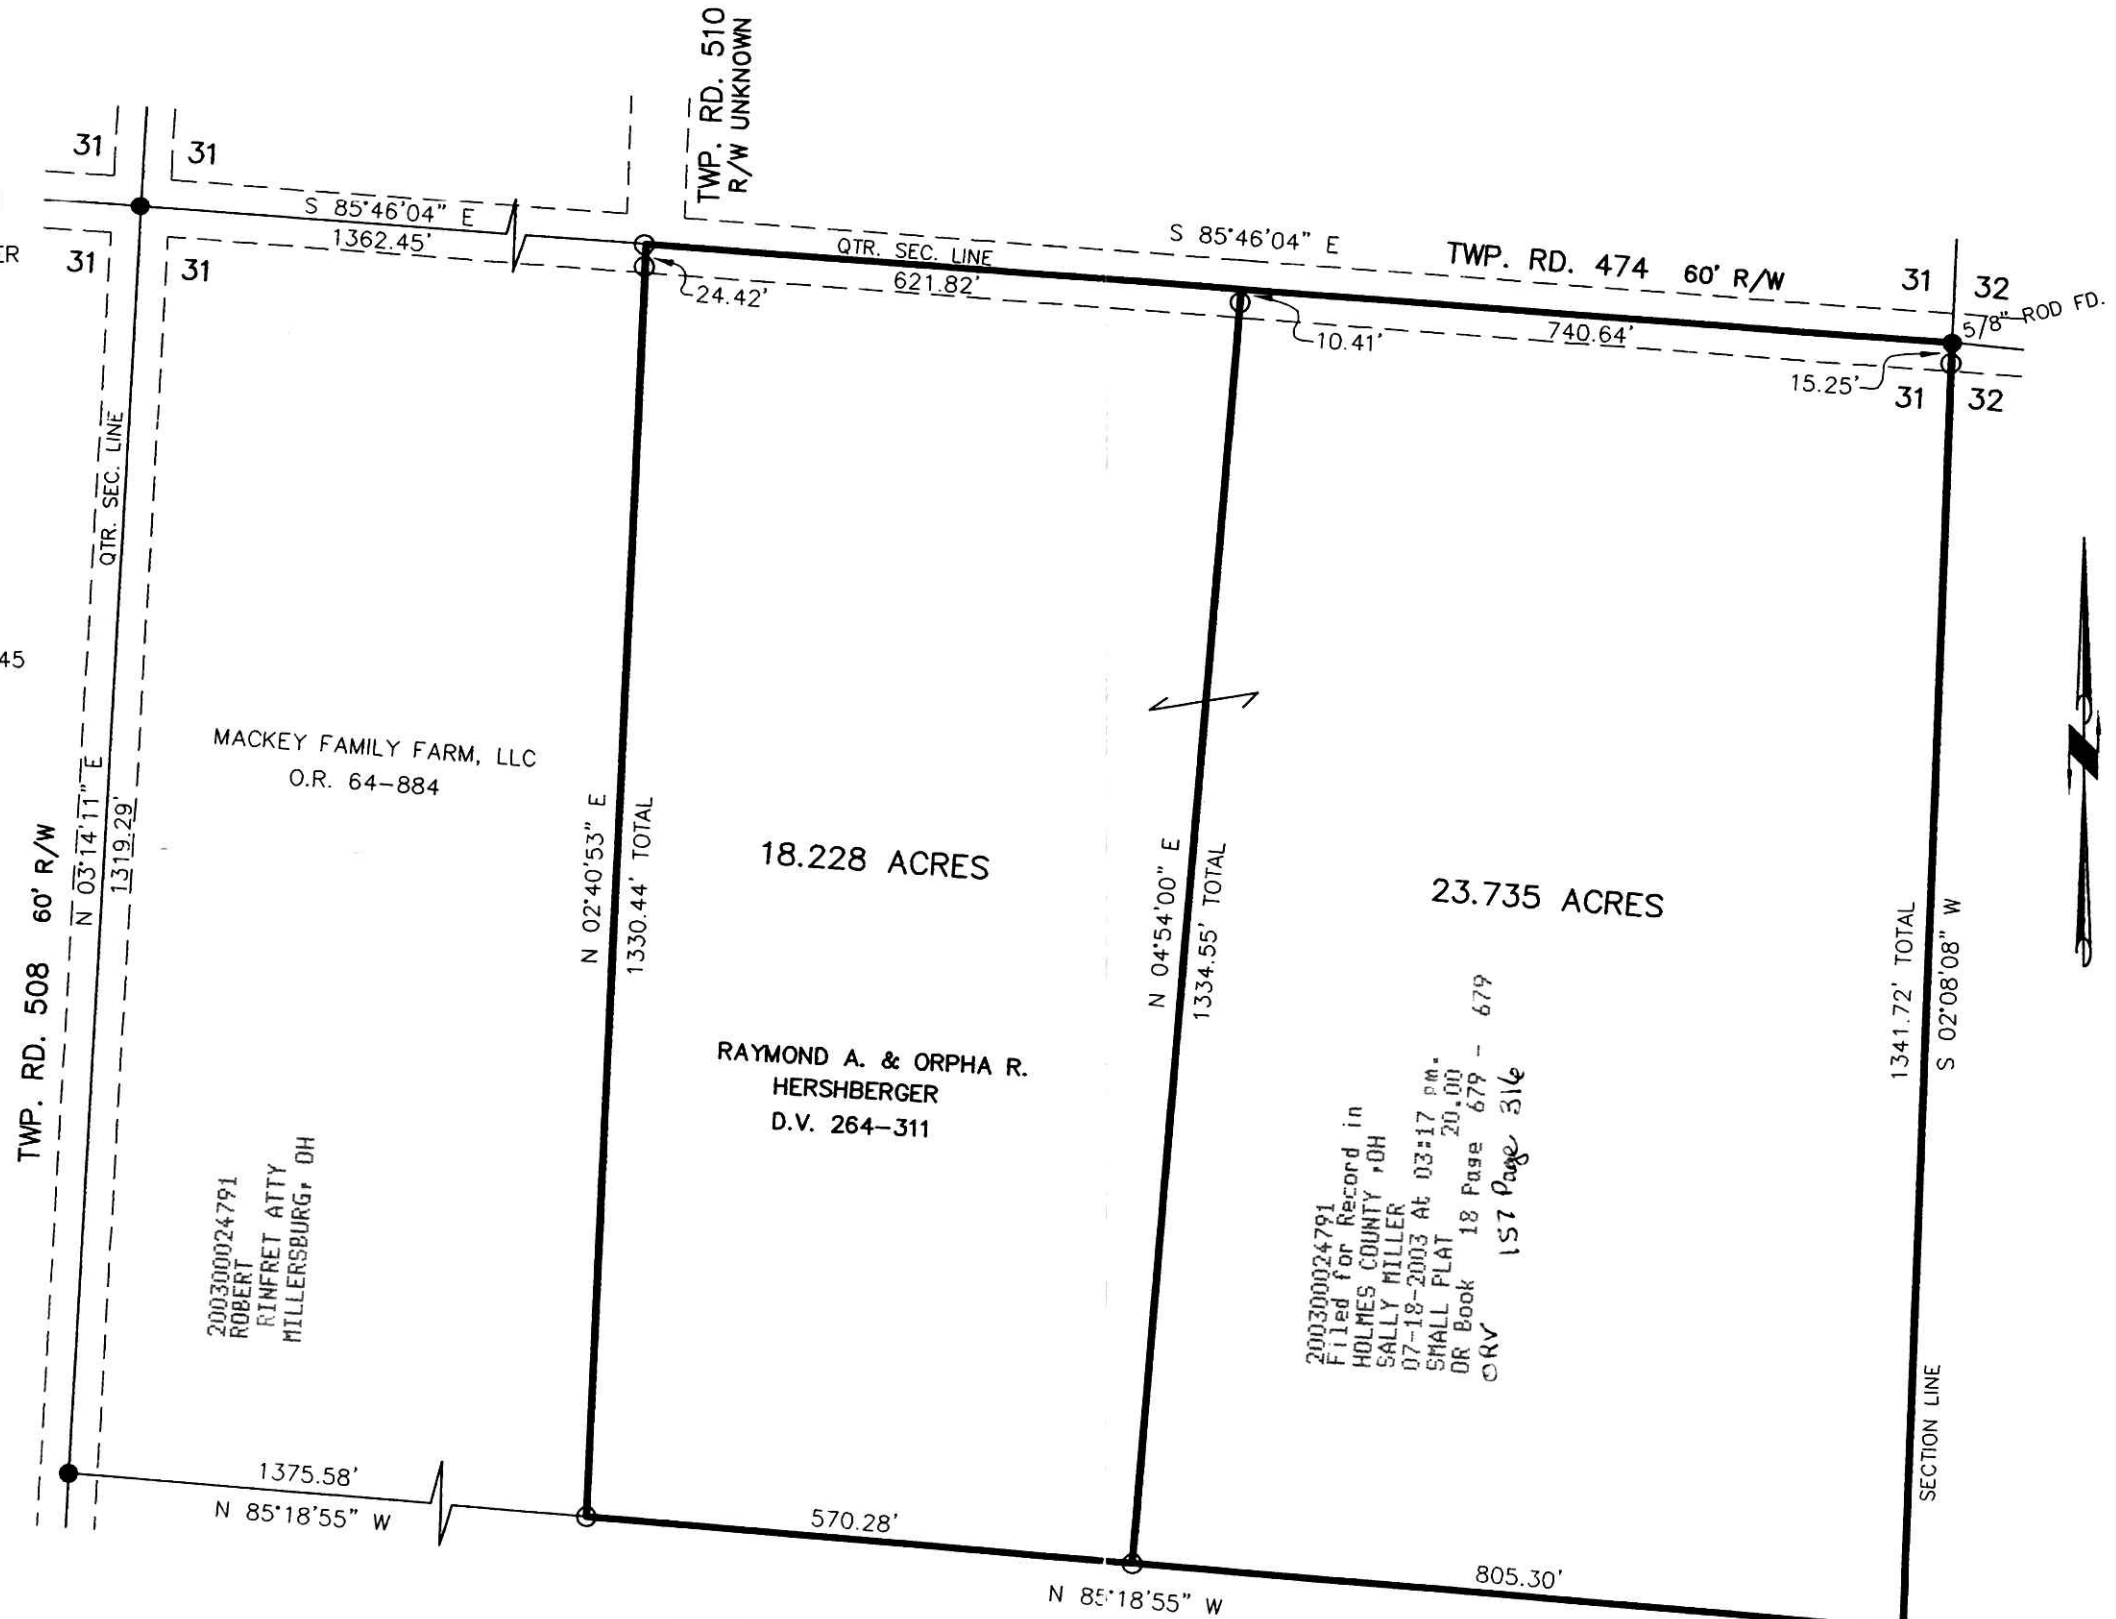 TWP. RD. 510
R/W UNKNOWN
31
31
S 85°46'04" E
1362.45'
ER
31
31
QTR. SEC. LINE
621.82'
24.42'
S 85°46'04" E
TWP. RD. 474 60' R/W
31
32
5/8" ROD FD.
10.41'
740.64'
15.25'
31
32
QTR. SEC. LINE
45
MACKEY FAMILY FARM, LLC
O.R. 64-884
TWP. RD. 508 60' R/W
N 03°14'11" E
1319.29'
N 02°40'53" E
1330.44' TOTAL
18.228 ACRES
RAYMOND A. & ORPHA R.
HERSHBERGER
D.V. 264-311
N 04°54'00" E
1334.55' TOTAL
23.735 ACRES
1341.72' TOTAL
S 02°08'08" W
200300024791
ROBERT
RINFRET ATTY
MILLERSBURG, OH
200300024791
Filed for Record in
HOLMES COUNTY ,OH
SALLY MILLER
07-18-2003 At 03:17 pm.
SMALL PLAT 20.00
OR Book 18 Page 679 - 679
ORV 157 Page 316
SECTION LINE
1375.58'
N 85°18'55" W
570.28'
N 85°18'55" W
805.30'